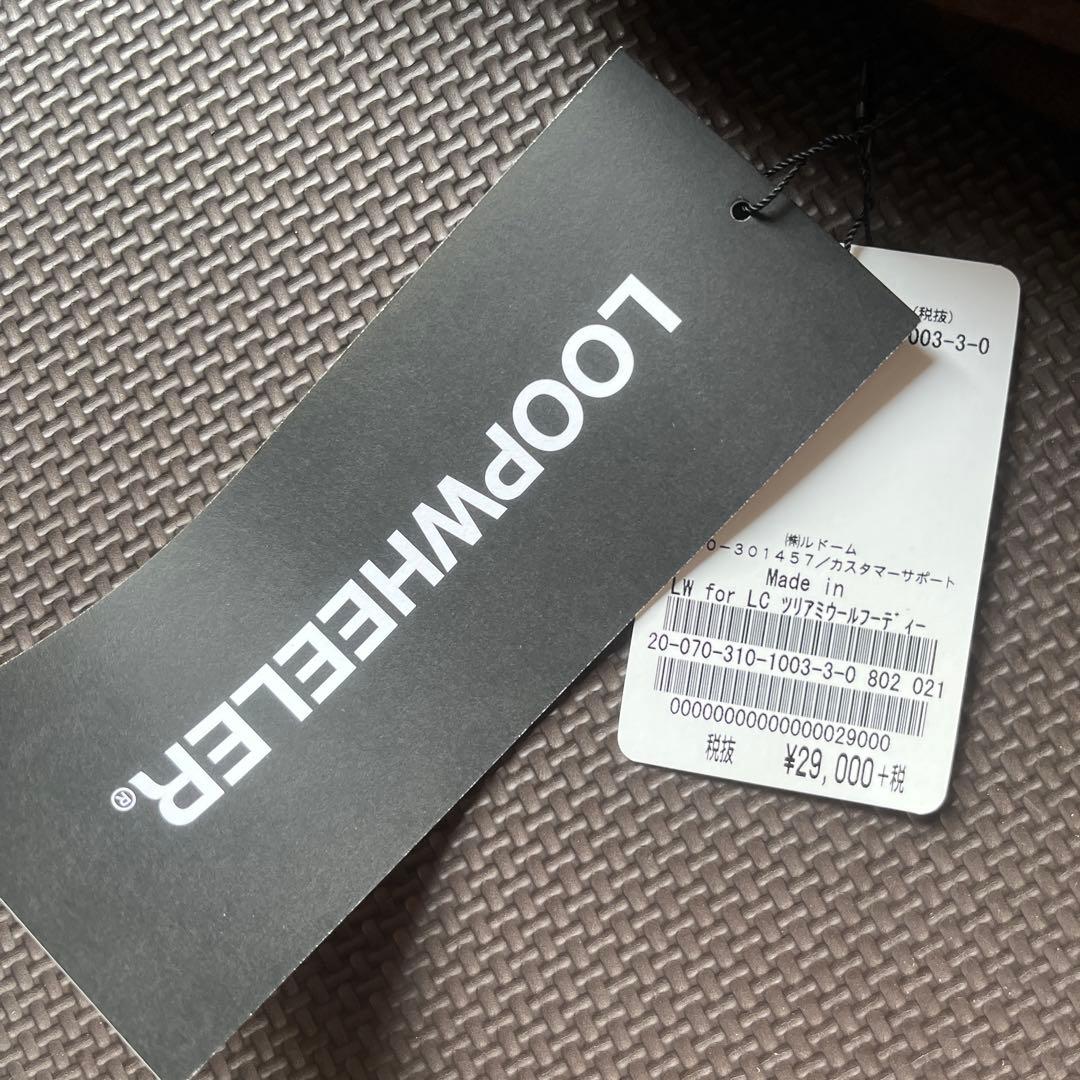 LOOPWHEELER®
(税抜)
003-3-0
㈱ルドーム
0-301457/カスタマーサポート
Made in
LW for LC ツリアミウールフーディー
20-070-310-1003-3-0 802 021
00000000000000029000
税抜 ¥29,000+税